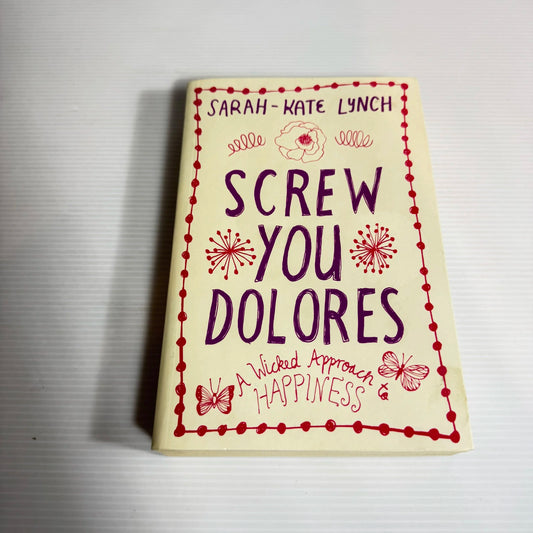 SARAH-KATE LYNCH
SCREW
YOU
DOLORES
A Wicked Approach to
HAPPINESS